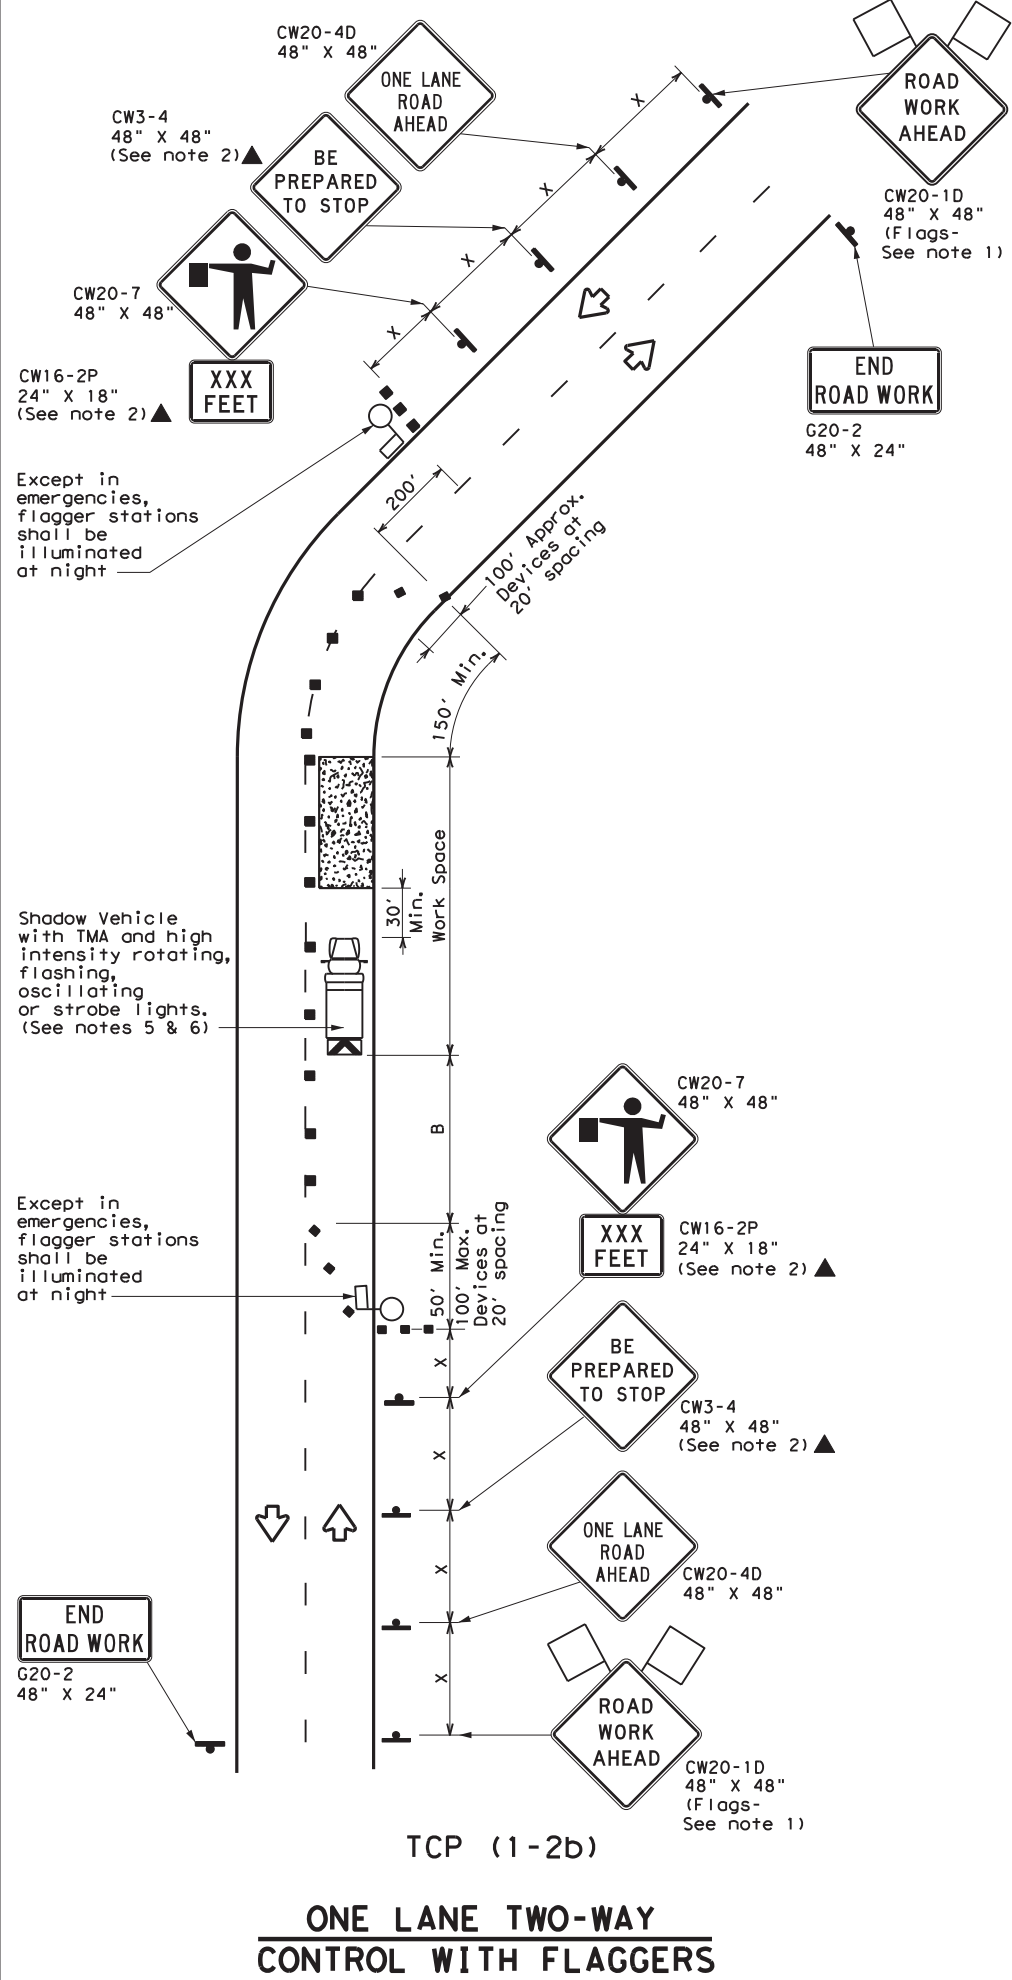 CW20-4D
48" X 48"
ONE LANE
ROAD
AHEAD
CW3-4
48" X 48"
(See note 2)
BE
PREPARED
TO STOP
CW20-7
48" X 48"
CW16-2P
24" X 18"
(See note 2)
XXX
FEET
X
X
X
X
ROAD
WORK
AHEAD
CW20-1D
48" X 48"
(Flags-
See note 1)
END
ROAD WORK
G20-2
48" X 24"
Except in
emergencies,
flagger stations
shall be
illuminated
at night
200'
100' Approx.
Devices at
20' spacing
150' Min.
30'
Min.
Work Space
Shadow Vehicle
with TMA and high
intensity rotating,
flashing,
oscillating
or strobe lights.
(See notes 5 & 6)
B
CW20-7
48" X 48"
XXX
FEET
CW16-2P
24" X 18"
(See note 2)
Except in
emergencies,
flagger stations
shall be
illuminated
at night
50' Min.
100' Max.
Devices at
20' spacing
X
BE
PREPARED
TO STOP
CW3-4
48" X 48"
(See note 2)
X
ONE LANE
ROAD
AHEAD
CW20-4D
48" X 48"
X
END
ROAD WORK
G20-2
48" X 24"
X
ROAD
WORK
AHEAD
CW20-1D
48" X 48"
(Flags-
See note 1)
TCP (1-2b)
ONE LANE TWO-WAY
CONTROL WITH FLAGGERS